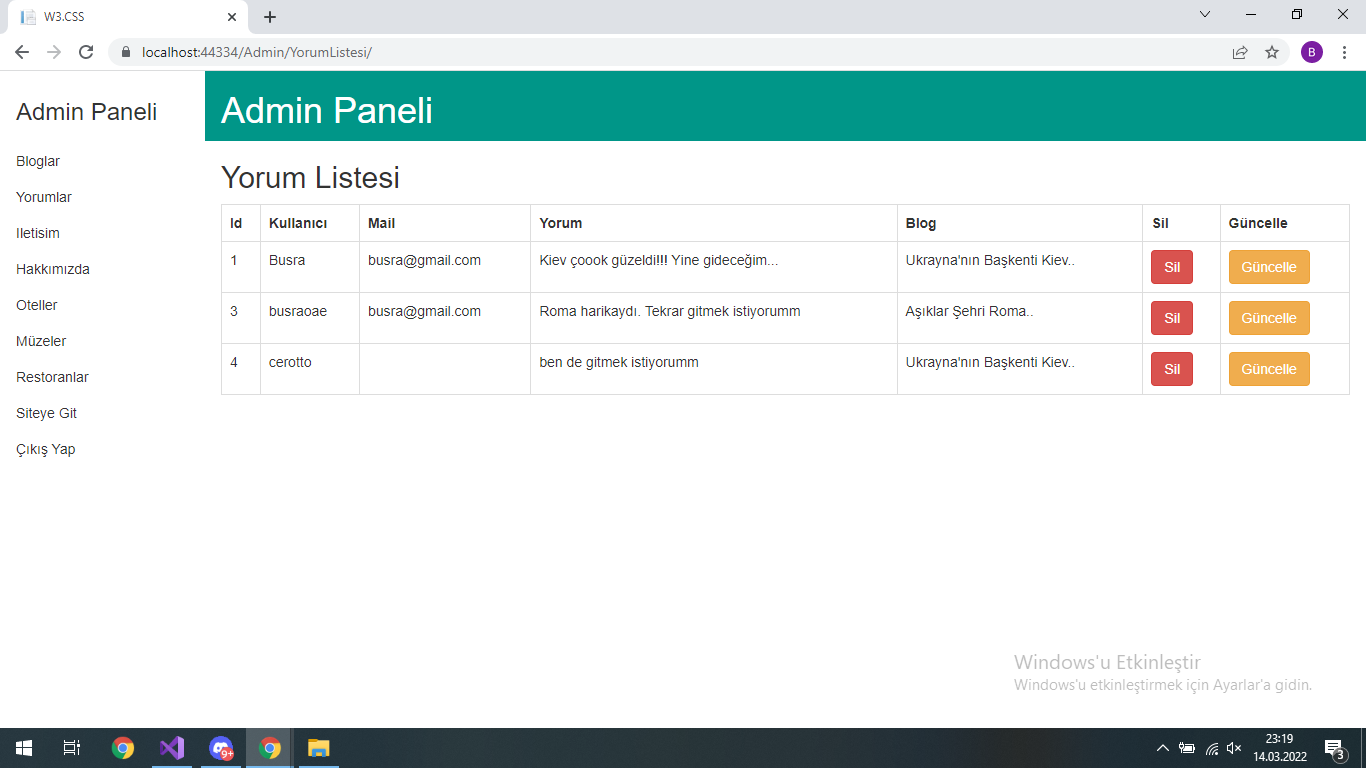 W3.CSS
localhost:44334/Admin/YorumListesi/
B
Admin Paneli
Bloglar
Yorumlar
Iletisim
Hakkımızda
Oteller
Müzeler
Restoranlar
Siteye Git
Çıkış Yap
Admin Paneli
Yorum Listesi
Id Kullanıcı Mail Yorum Blog Sil Güncelle
1 Busra busra@gmail.com Kiev çoook güzeldi!!! Yine gideceğim... Ukrayna'nın Başkenti Kiev.. Sil Güncelle
3 busraoae busra@gmail.com Roma harikaydı. Tekrar gitmek istiyorumm Aşıklar Şehri Roma.. Sil Güncelle
4 cerotto ben de gitmek istiyorumm Ukrayna'nın Başkenti Kiev.. Sil Güncelle
Windows'u Etkinleştir
Windows'u etkinleştirmek için Ayarlar'a gidin.
9+
23:19
14.03.2022
3